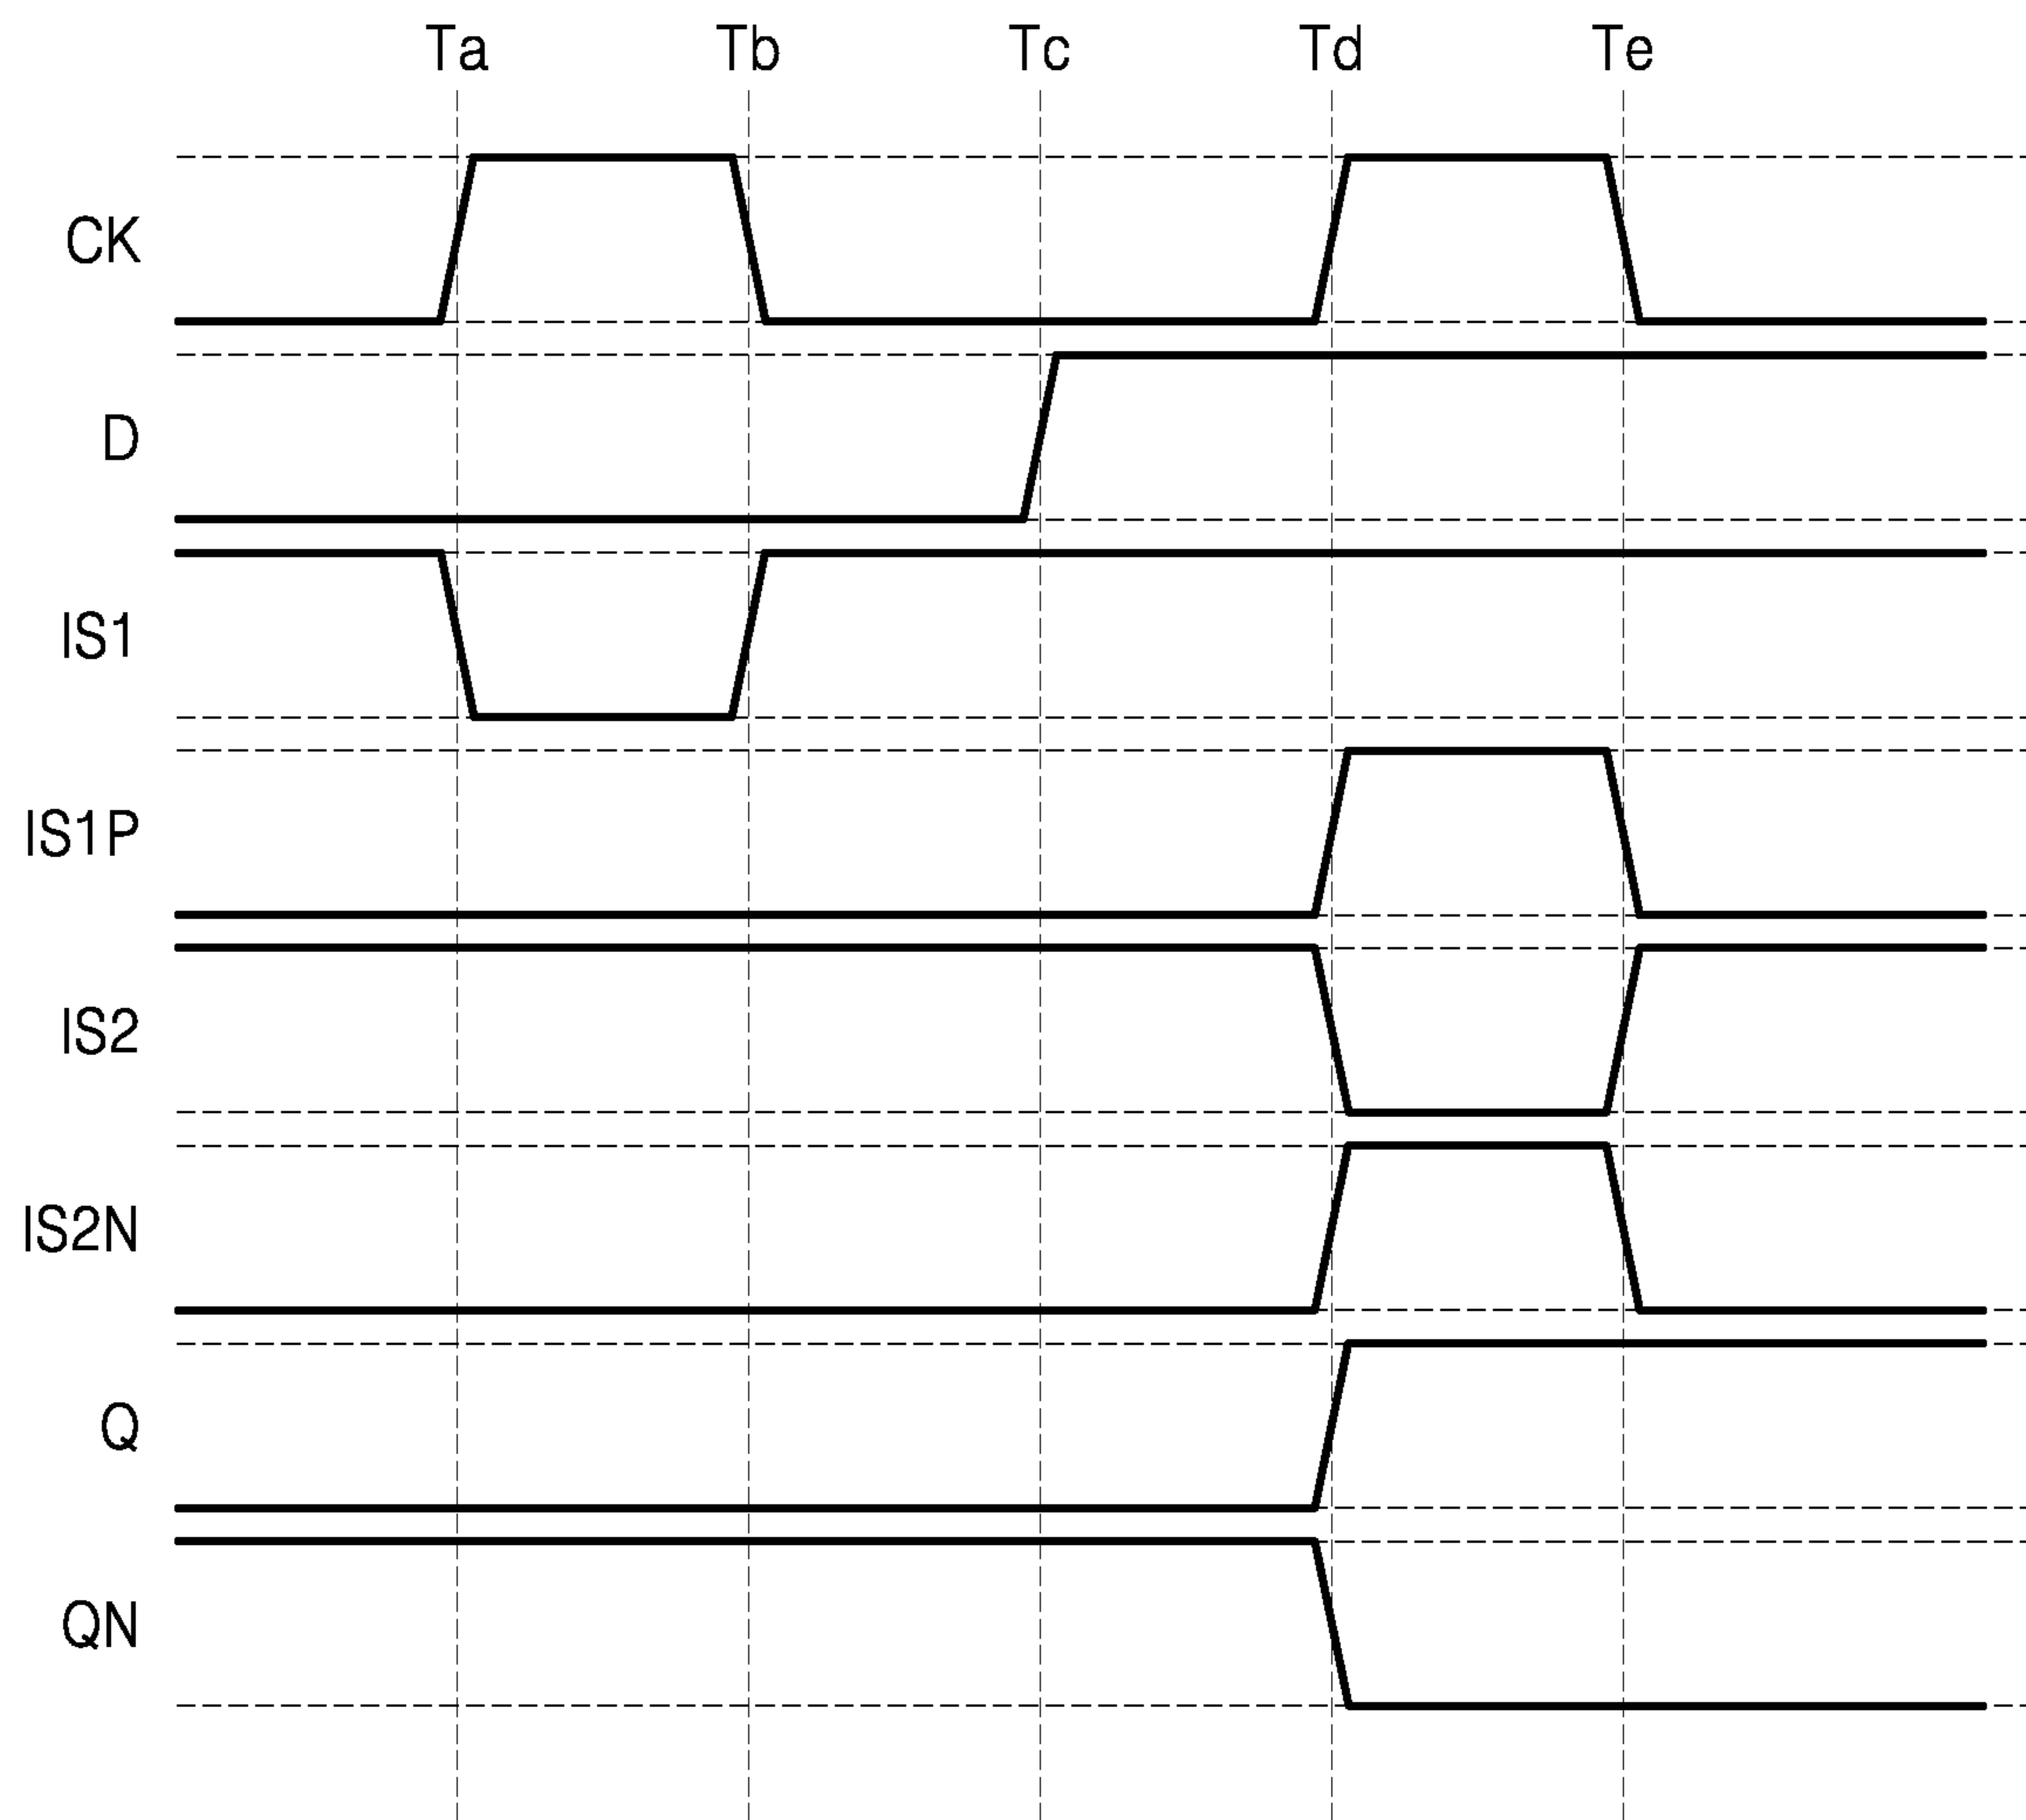 Ta Tb Tc Td Te
CK
D
IS1
IS1P
IS2
IS2N
Q
QN